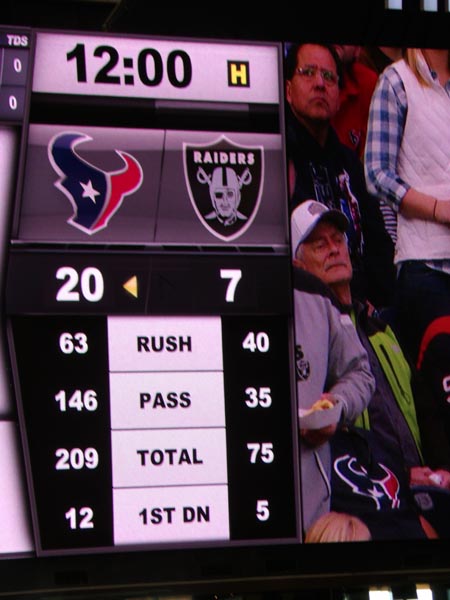 TDS
0
0
12:00 H
RAIDERS
20 7
63 RUSH 40
146 PASS 35
209 TOTAL 75
12 1ST DN 5